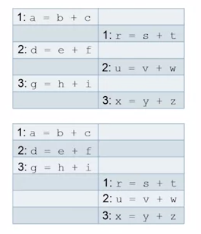 1: a = b + c
1: r = s + t
2: d = e + f
2: u = v + w
3: g = h + i
3: x = y + z
1: a = b + c
2: d = e + f
3: g = h + i
1: r = s + t
2: u = v + w
3: x = y + z